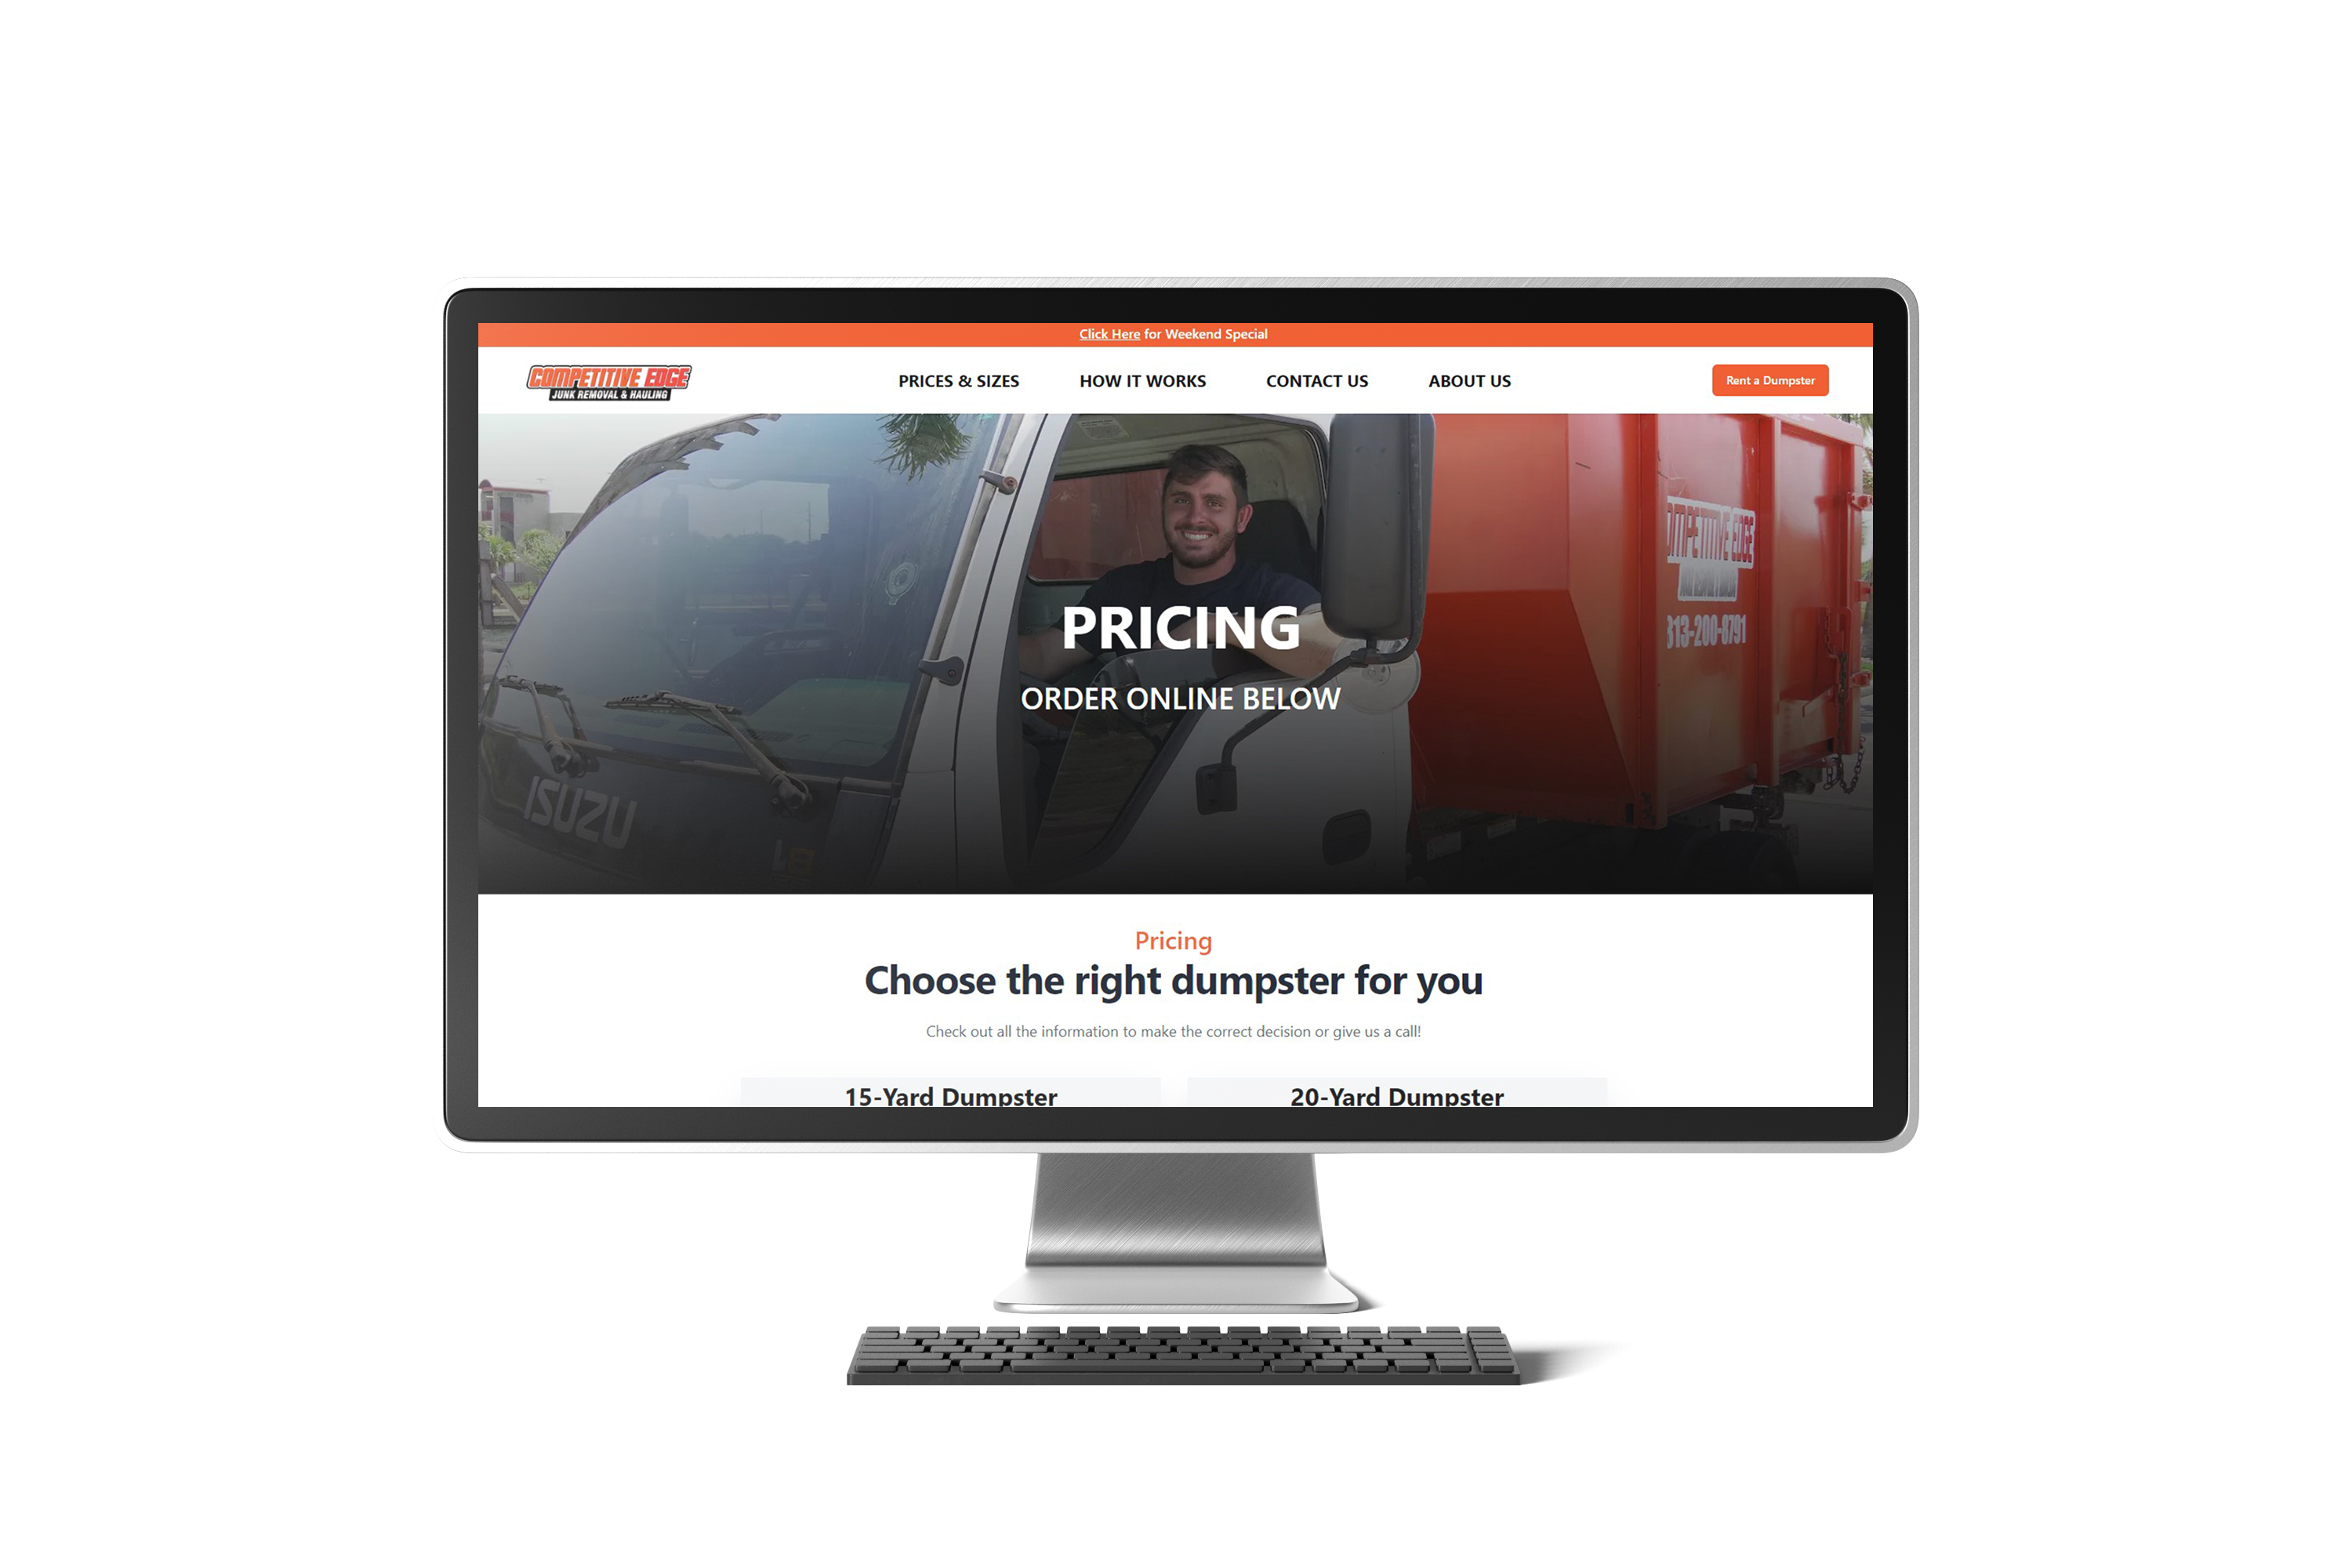 Click Here for Weekend Special
COMPETITIVE EDGE
JUNK REMOVAL & HAULING
PRICES & SIZES
HOW IT WORKS
CONTACT US
ABOUT US
Rent a Dumpster
OMPETITIVE EDGE
313-200-8791
PRICING
ORDER ONLINE BELOW
ISUZU
Pricing
Choose the right dumpster for you
Check out all the information to make the correct decision or give us a call!
15-Yard Dumpster
20-Yard Dumpster